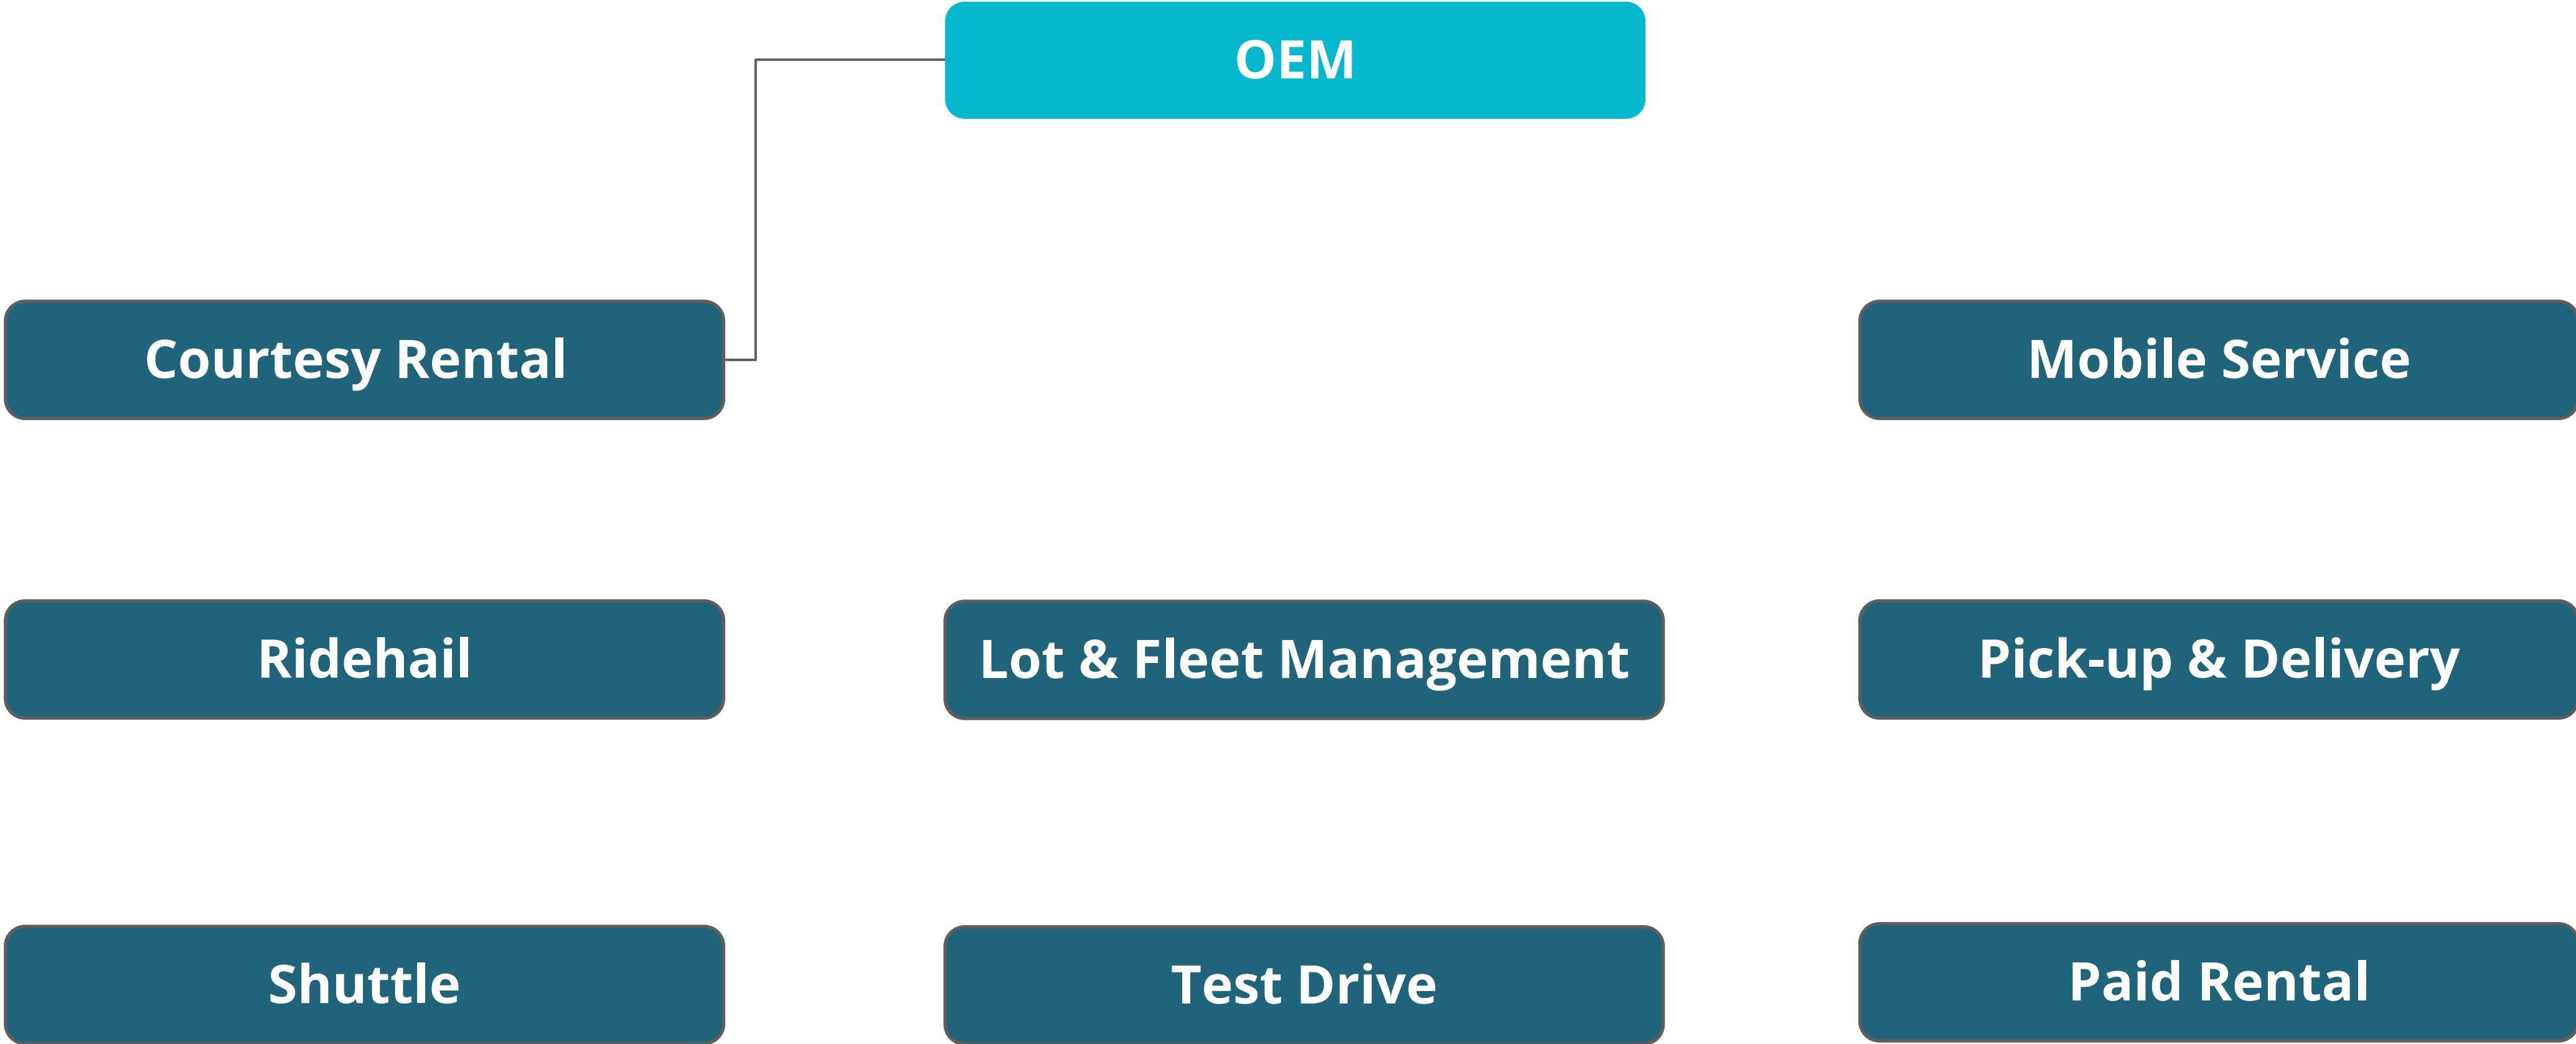 OEM
Courtesy Rental
Mobile Service
Ridehail
Lot & Fleet Management
Pick-up & Delivery
Shuttle
Test Drive
Paid Rental